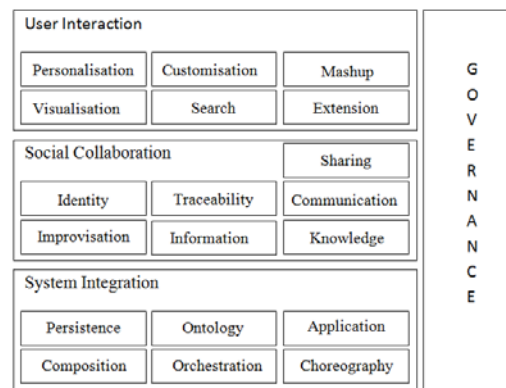 User Interaction
Personalisation Customisation Mashup
Visualisation Search Extension
Social Collaboration
Sharing
Identity Traceability Communication
Improvisation Information Knowledge
System Integration
Persistence Ontology Application
Composition Orchestration Choreography
G
O
V
E
R
N
A
N
C
E